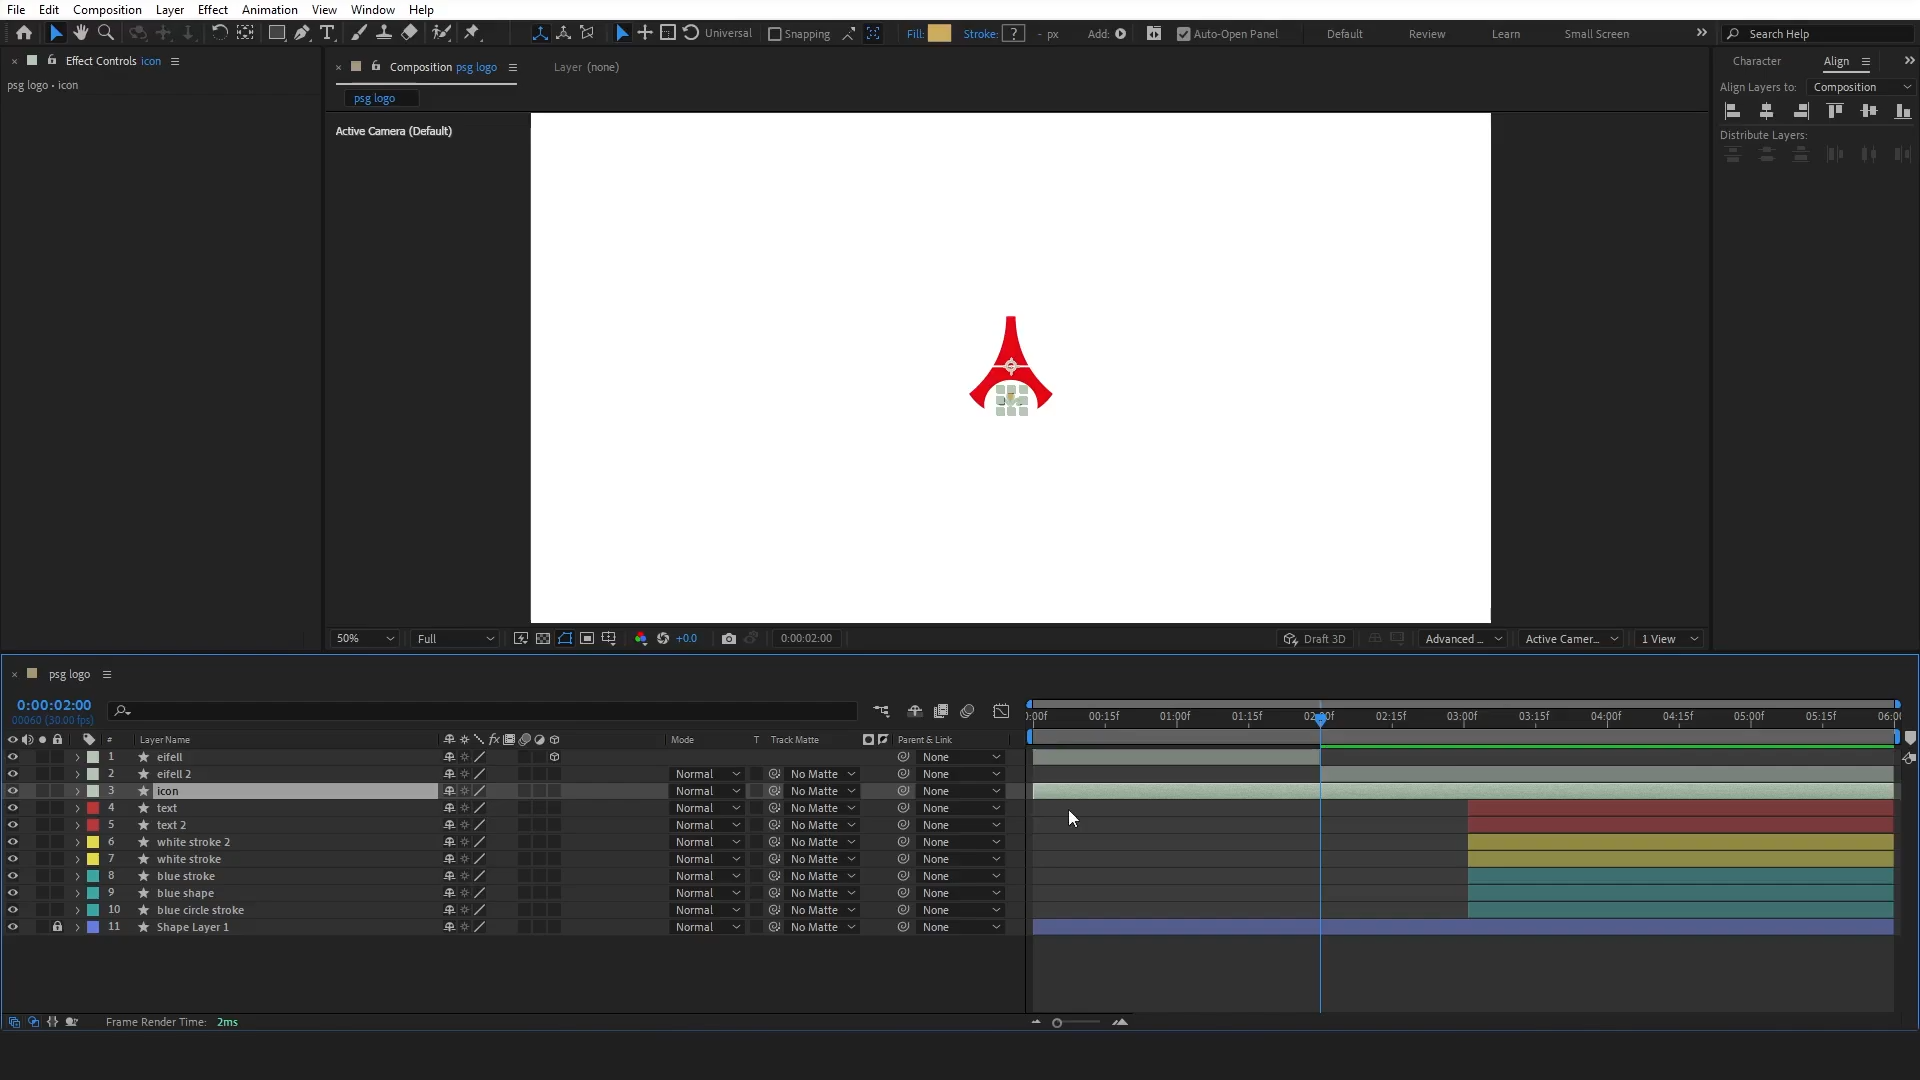 File Edit Composition Layer Effect Animation View Window Help
Universal Snapping Fill: Stroke: ? - px Add: Auto-Open Panel Default Review Learn Small Screen Search Help
Effect Controls icon
psg logo • icon
Composition psg logo
Layer (none)
psg logo
Active Camera (Default)
Character Align
Align Layers to: Composition
Distribute Layers:
50% Full +0.0 0:00:02:00 Draft 3D Advanced ... Active Camer... 1 View
psg logo
0:00:02:00
00060 (30.00 fps)
:00f 00:15f 01:00f 01:15f 02:00f 02:15f 03:00f 03:15f 04:00f 04:15f 05:00f 05:15f 06:00
# Layer Name fx Mode T Track Matte Parent & Link
1 eifell None
2 eifell 2 Normal No Matte None
3 icon Normal No Matte None
4 text Normal No Matte None
5 text 2 Normal No Matte None
6 white stroke 2 Normal No Matte None
7 white stroke Normal No Matte None
8 blue stroke Normal No Matte None
9 blue shape Normal No Matte None
10 blue circle stroke Normal No Matte None
11 Shape Layer 1 Normal No Matte None
Frame Render Time: 2ms